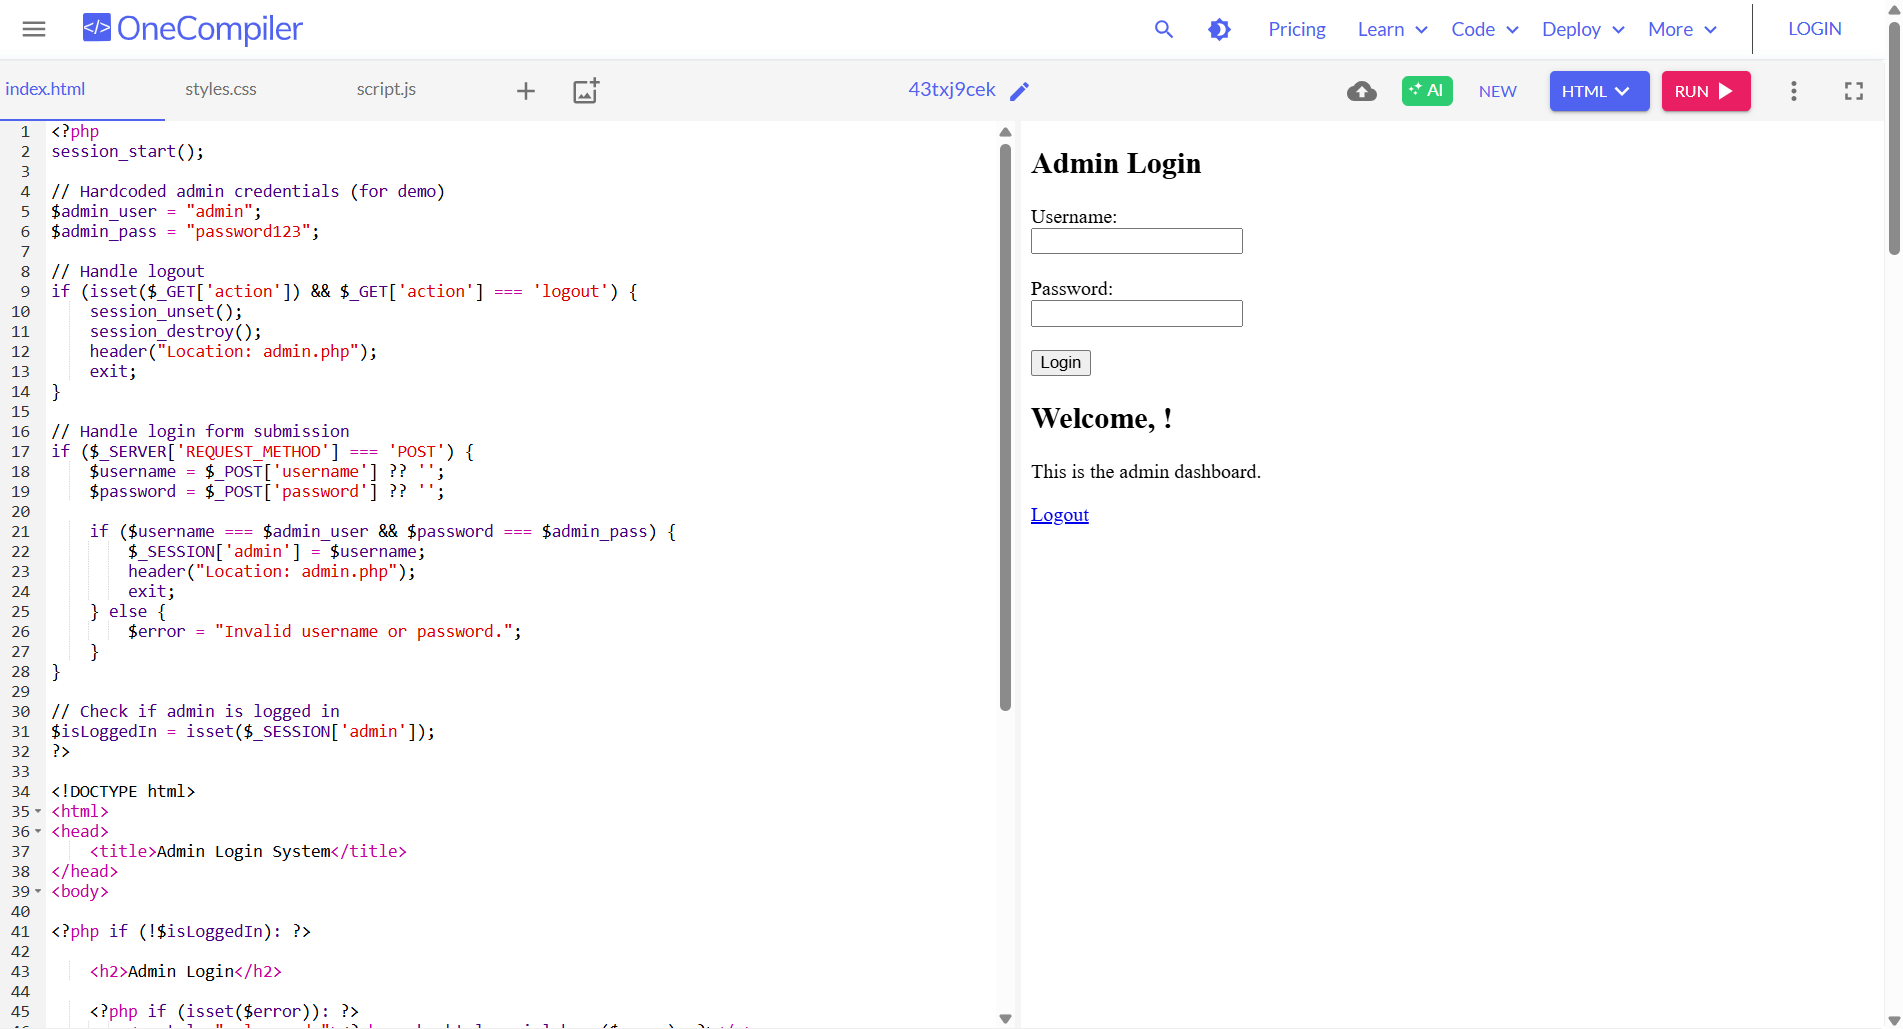 </> OneCompiler
Pricing Learn Code Deploy More LOGIN
index.html styles.css script.js 43txj9cek AI NEW HTML RUN
1 <?php
2 session_start();
3
4 // Hardcoded admin credentials (for demo)
5 $admin_user = "admin";
6 $admin_pass = "password123";
7
8 // Handle logout
9 if (isset($_GET['action']) && $_GET['action'] === 'logout') {
10     session_unset();
11     session_destroy();
12     header("Location: admin.php");
13     exit;
14 }
15
16 // Handle login form submission
17 if ($_SERVER['REQUEST_METHOD'] === 'POST') {
18     $username = $_POST['username'] ?? '';
19     $password = $_POST['password'] ?? '';
20
21     if ($username === $admin_user && $password === $admin_pass) {
22         $_SESSION['admin'] = $username;
23         header("Location: admin.php");
24         exit;
25     } else {
26         $error = "Invalid username or password.";
27     }
28 }
29
30 // Check if admin is logged in
31 $isLoggedIn = isset($_SESSION['admin']);
32 ?>
33
34 <!DOCTYPE html>
35 <html>
36 <head>
37     <title>Admin Login System</title>
38 </head>
39 <body>
40
41 <?php if (!$isLoggedIn): ?>
42
43     <h2>Admin Login</h2>
44
45     <?php if (isset($error)): ?>
Admin Login
Username:
Password:
Login
Welcome, !
This is the admin dashboard.
Logout